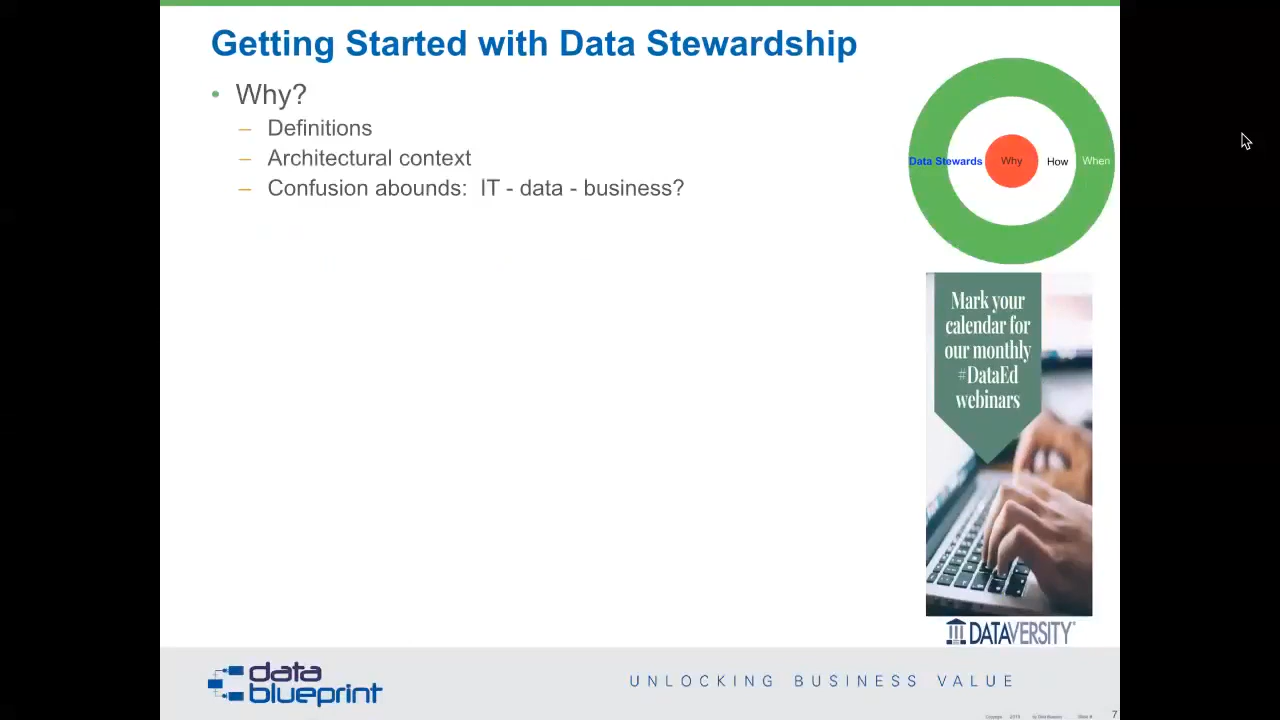 Getting Started with Data Stewardship
• Why?
– Definitions
– Architectural context
– Confusion abounds: IT - data - business?
Data Stewards Why How When
Mark your
calendar for
our monthly
#DataEd
webinars
DATAVERSITY
data
blueprint
UNLOCKING BUSINESS VALUE
7